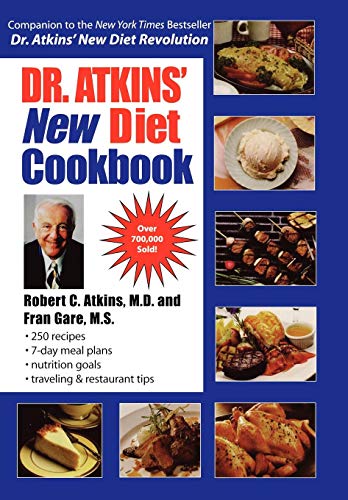 Companion to the New York Times Bestseller
Dr. Atkins' New Diet Revolution
DR. ATKINS'
New Diet
Cookbook
Over
700,000
Sold!
Robert C. Atkins, M.D. and
Fran Gare, M.S.
• 250 recipes
• 7-day meal plans
• nutrition goals
• traveling & restaurant tips